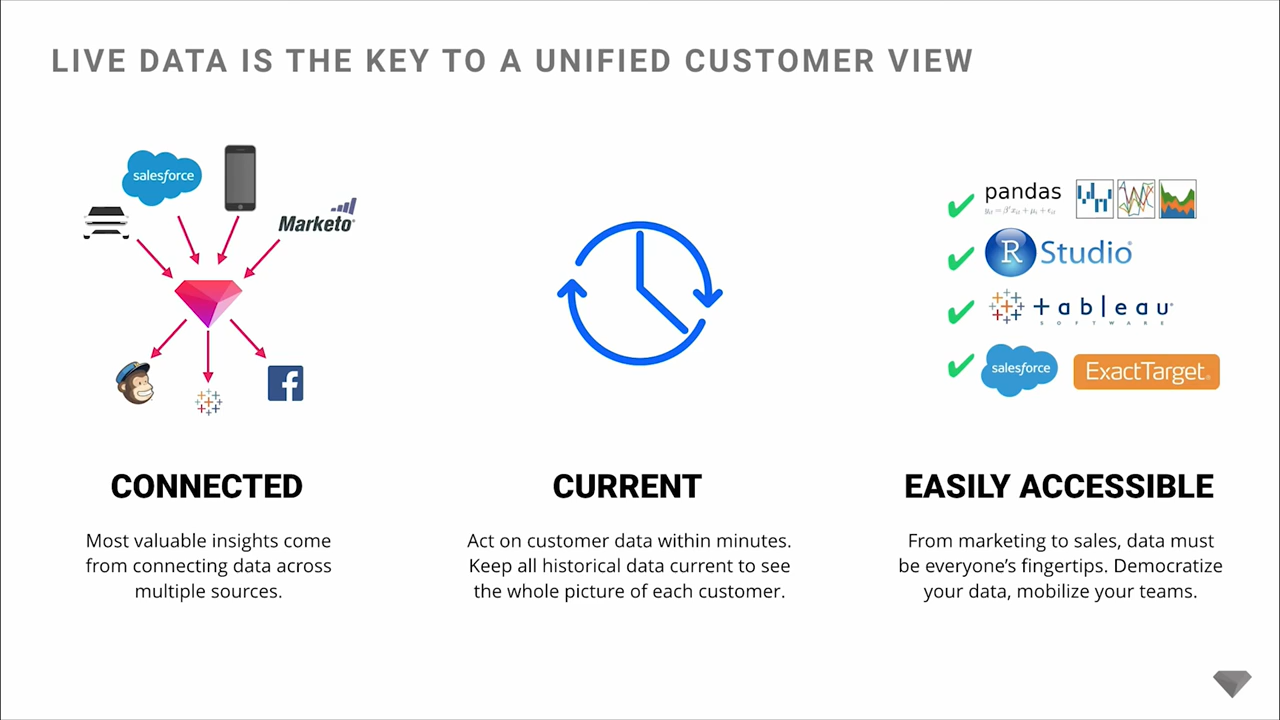 LIVE DATA IS THE KEY TO A UNIFIED CUSTOMER VIEW
salesforce
Marketo
pandas
R Studio
tableau
SOFTWARE
salesforce
ExactTarget
CONNECTED
Most valuable insights come
from connecting data across
multiple sources.
CURRENT
Act on customer data within minutes.
Keep all historical data current to see
the whole picture of each customer.
EASILY ACCESSIBLE
From marketing to sales, data must
be everyone’s fingertips. Democratize
your data, mobilize your teams.